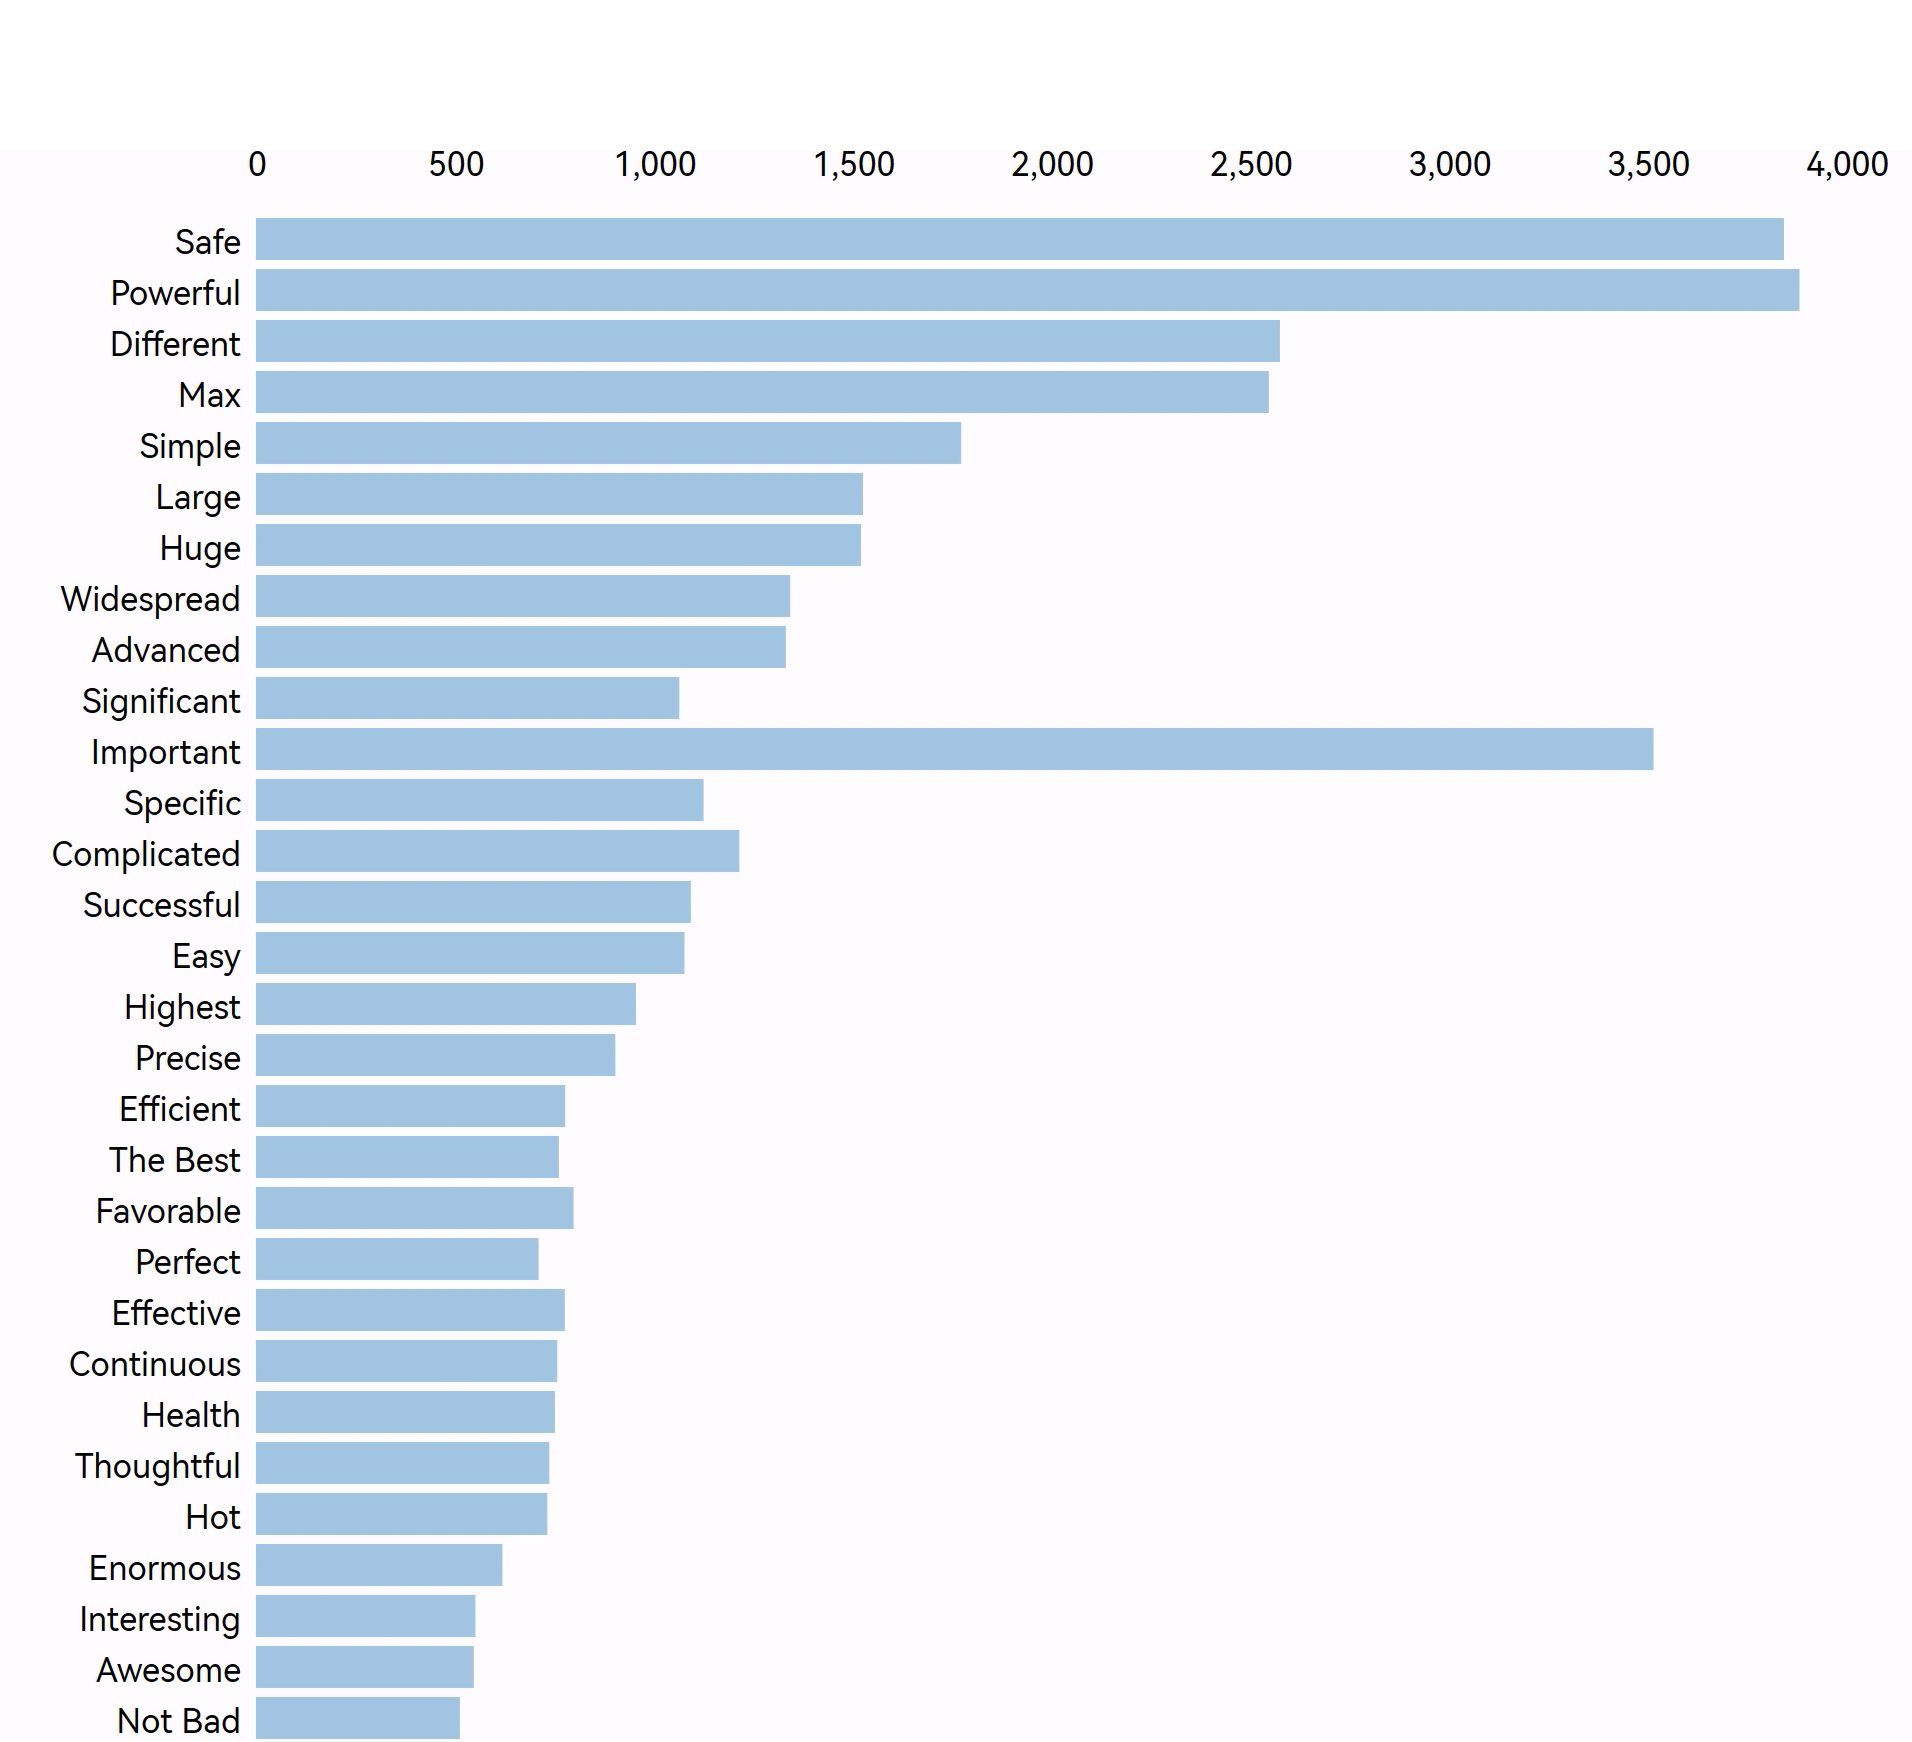 0 500 1,000 1,500 2,000 2,500 3,000 3,500 4,000
Safe
Powerful
Different
Max
Simple
Large
Huge
Widespread
Advanced
Significant
Important
Specific
Complicated
Successful
Easy
Highest
Precise
Efficient
The Best
Favorable
Perfect
Effective
Continuous
Health
Thoughtful
Hot
Enormous
Interesting
Awesome
Not Bad